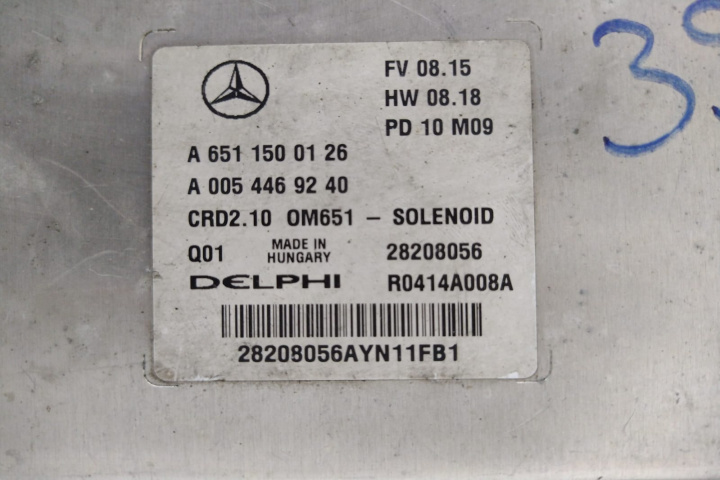 FV 08.15
HW 08.18
PD 10 M09
A 651 150 01 26
A 005 446 92 40
CRD2.10 OM651 – SOLENOID
Q01 MADE IN HUNGARY 28208056
DELPHI R0414A008A
28208056AYN11FB1